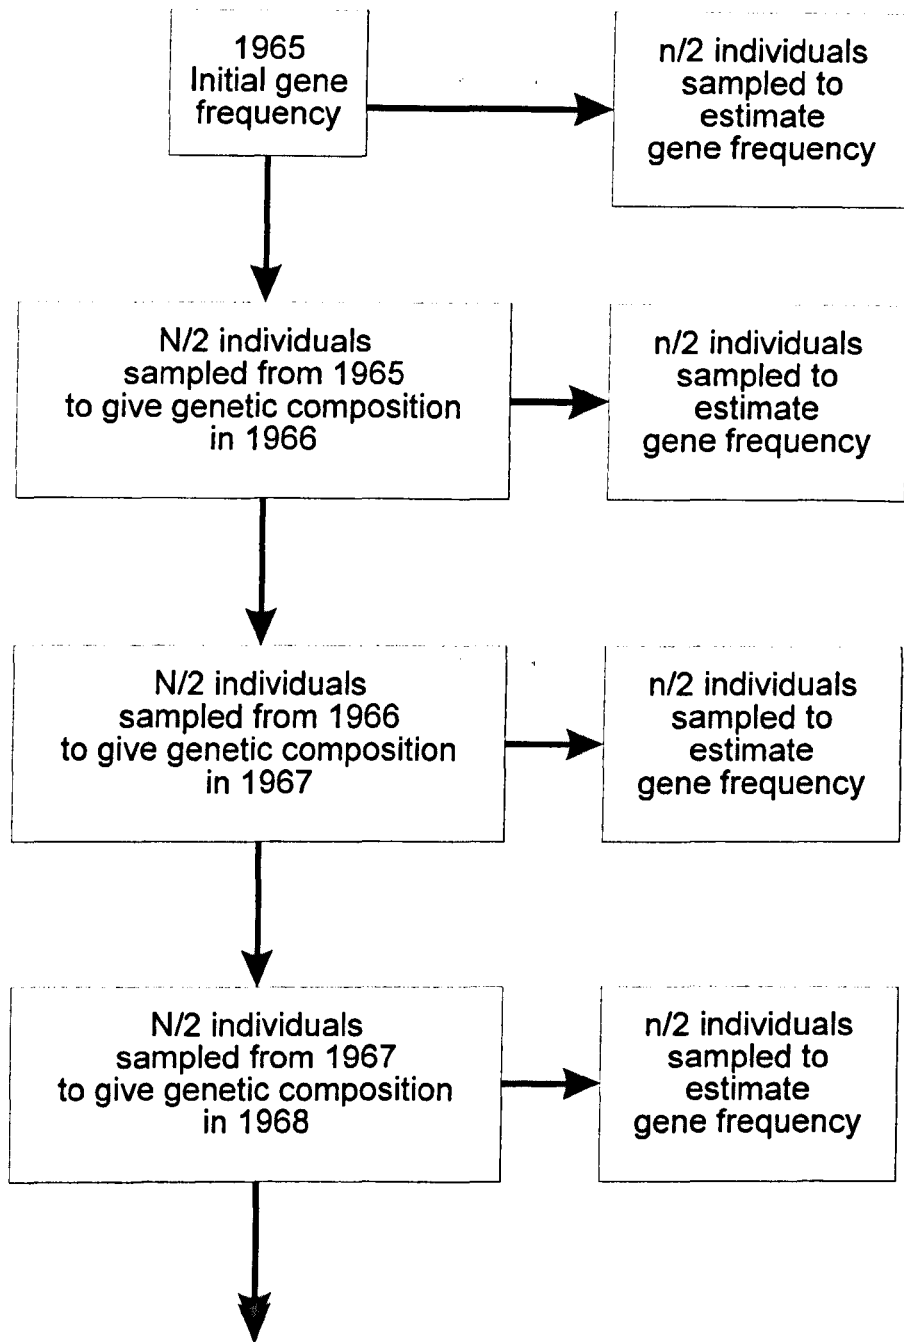 1965
Initial gene
frequency
n/2 individuals
sampled to
estimate
gene frequency
N/2 individuals
sampled from 1965
to give genetic composition
in 1966
n/2 individuals
sampled to
estimate
gene frequency
N/2 individuals
sampled from 1966
to give genetic composition
in 1967
n/2 individuals
sampled to
estimate
gene frequency
N/2 individuals
sampled from 1967
to give genetic composition
in 1968
n/2 individuals
sampled to
estimate
gene frequency